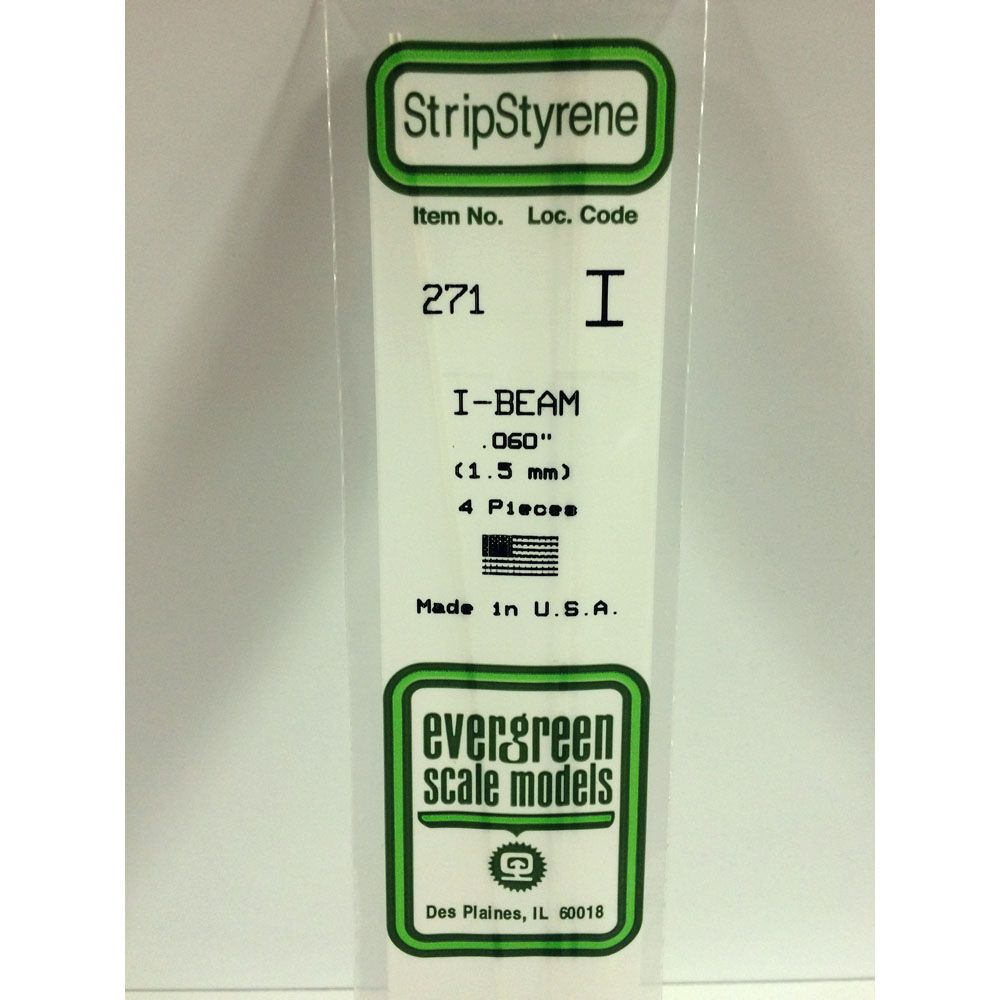 StripStyrene
Item No. Loc. Code
271 I
I-BEAM
.060"
(1.5 mm)
4 Pieces
Made in U.S.A.
evergreen
scale models
Des Plaines, IL 60018